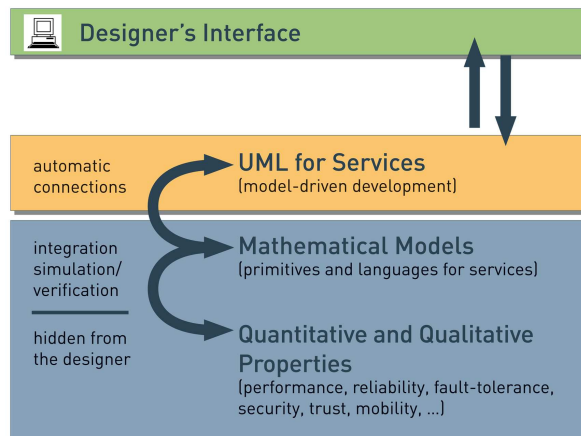 Designer's Interface
automatic
connections
UML for Services
(model-driven development)
integration
simulation/
verification
Mathematical Models
(primitives and languages for services)
hidden from
the designer
Quantitative and Qualitative
Properties
(performance, reliability, fault-tolerance,
security, trust, mobility, ...)